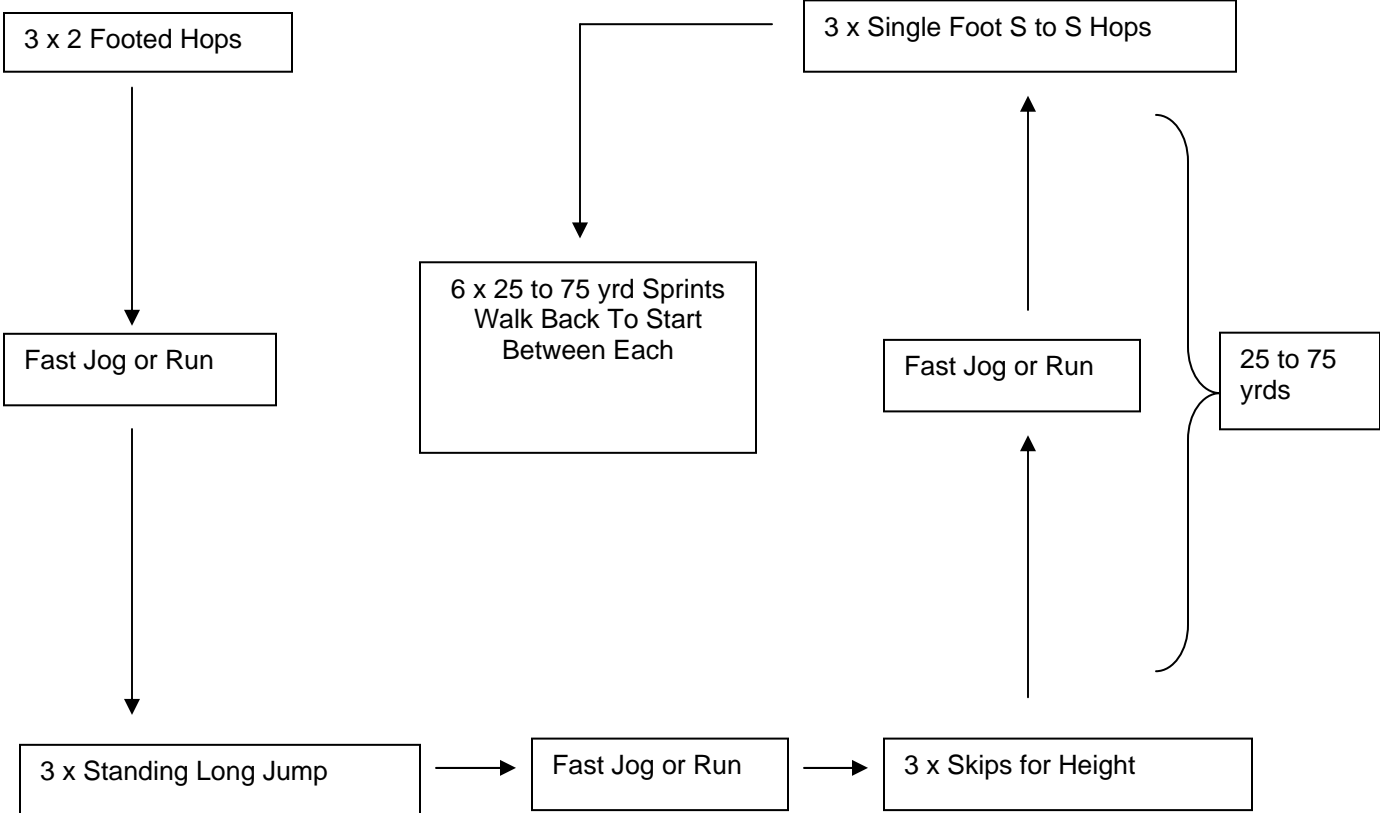 3 x 2 Footed Hops
3 x Single Foot S to S Hops
6 x 25 to 75 yrd Sprints
Walk Back To Start
Between Each
Fast Jog or Run
Fast Jog or Run
25 to 75
yrds
3 x Standing Long Jump
Fast Jog or Run
3 x Skips for Height